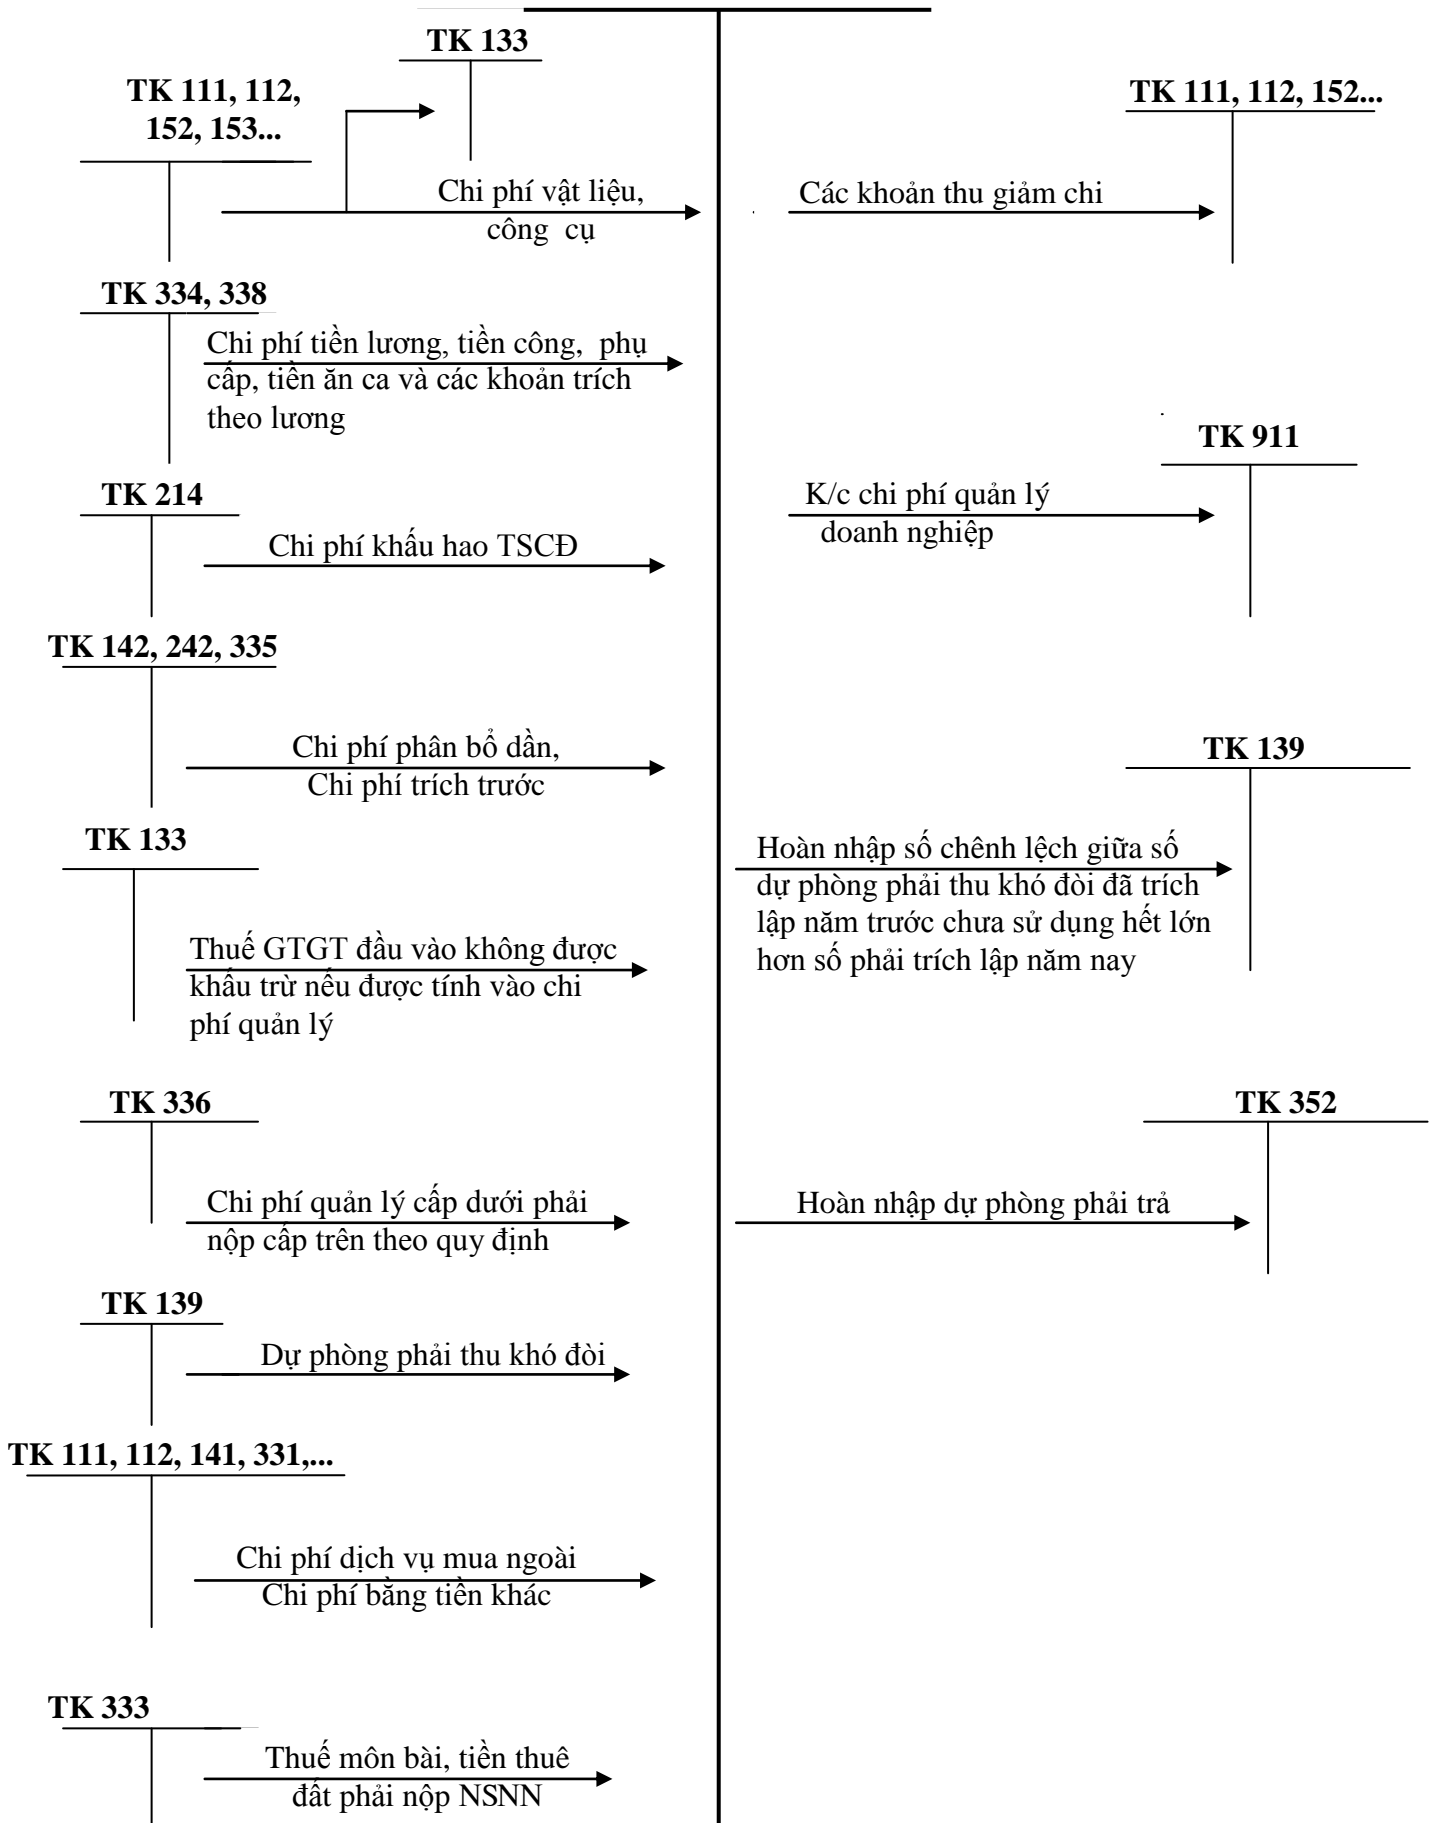 TK 133
TK 111, 112,
152, 153...
Chi phí vật liệu,
công cụ
TK 334, 338
Chi phí tiền lương, tiền công, phụ
cấp, tiền ăn ca và các khoản trích
theo lương
TK 214
Chi phí khấu hao TSCĐ
TK 142, 242, 335
Chi phí phân bổ dần,
Chi phí trích trước
TK 133
Thuế GTGT đầu vào không được
khấu trừ nếu được tính vào chi
phí quản lý
TK 336
Chi phí quản lý cấp dưới phải
nộp cấp trên theo quy định
TK 139
Dự phòng phải thu khó đòi
TK 111, 112, 141, 331,...
Chi phí dịch vụ mua ngoài
Chi phí bằng tiền khác
TK 333
Thuế môn bài, tiền thuê
đất phải nộp NSNN
TK 111, 112, 152...
Các khoản thu giảm chi
TK 911
K/c chi phí quản lý
doanh nghiệp
TK 139
Hoàn nhập số chênh lệch giữa số
dự phòng phải thu khó đòi đã trích
lập năm trước chưa sử dụng hết lớn
hơn số phải trích lập năm nay
TK 352
Hoàn nhập dự phòng phải trả